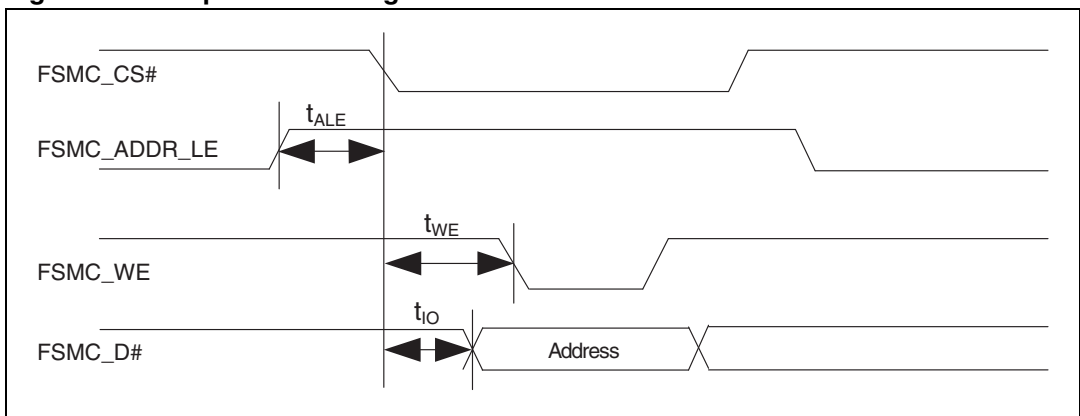 FSMC_CS#
tALE
FSMC_ADDR_LE
tWE
FSMC_WE
tIO
FSMC_D#
Address